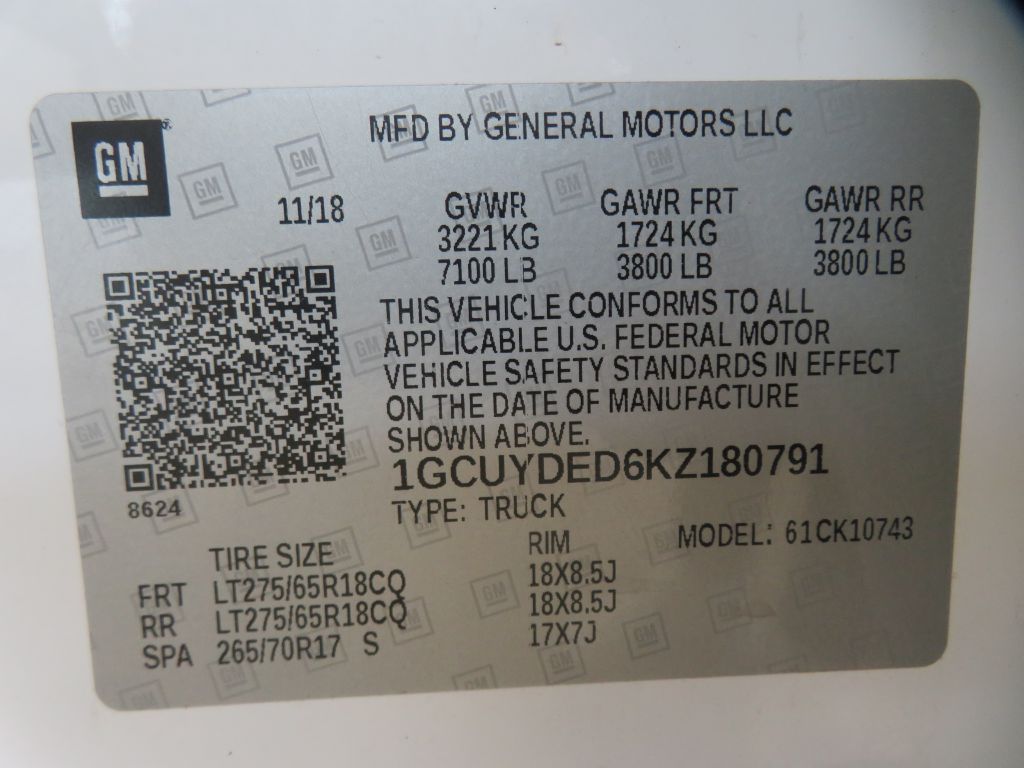 GM
MFD BY GENERAL MOTORS LLC
11/18
GVWR GAWR FRT GAWR RR
3221 KG 1724 KG 1724 KG
7100 LB 3800 LB 3800 LB
THIS VEHICLE CONFORMS TO ALL
APPLICABLE U.S. FEDERAL MOTOR
VEHICLE SAFETY STANDARDS IN EFFECT
ON THE DATE OF MANUFACTURE
SHOWN ABOVE.
1GCUYDED6KZ180791
8624
TYPE: TRUCK
MODEL: 61CK10743
TIRE SIZE RIM
FRT LT275/65R18CQ 18X8.5J
RR LT275/65R18CQ 18X8.5J
SPA 265/70R17 S 17X7J